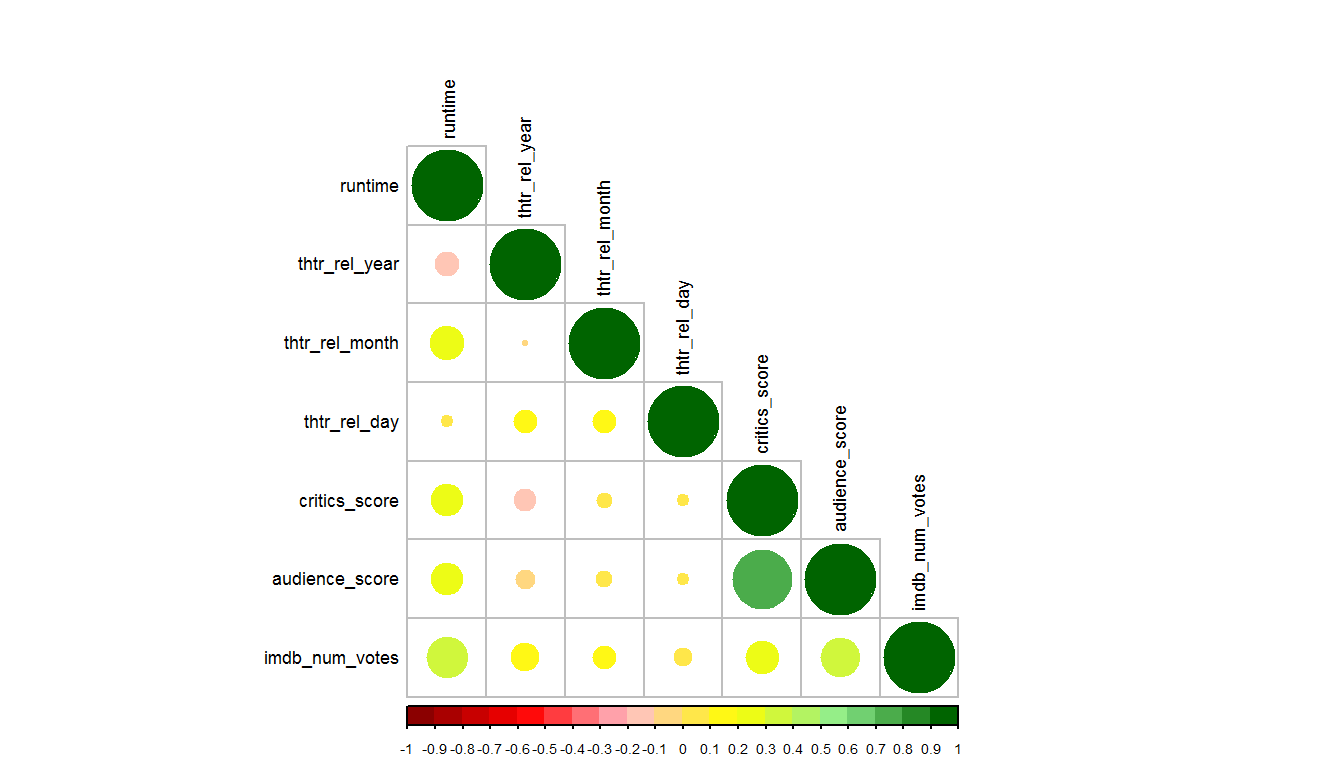 runtime
thtr_rel_year
thtr_rel_month
thtr_rel_day
critics_score
audience_score
imdb_num_votes
runtime
thtr_rel_year
thtr_rel_month
thtr_rel_day
critics_score
audience_score
imdb_num_votes
-1 -0.9 -0.8 -0.7 -0.6 -0.5 -0.4 -0.3 -0.2 -0.1 0 0.1 0.2 0.3 0.4 0.5 0.6 0.7 0.8 0.9 1